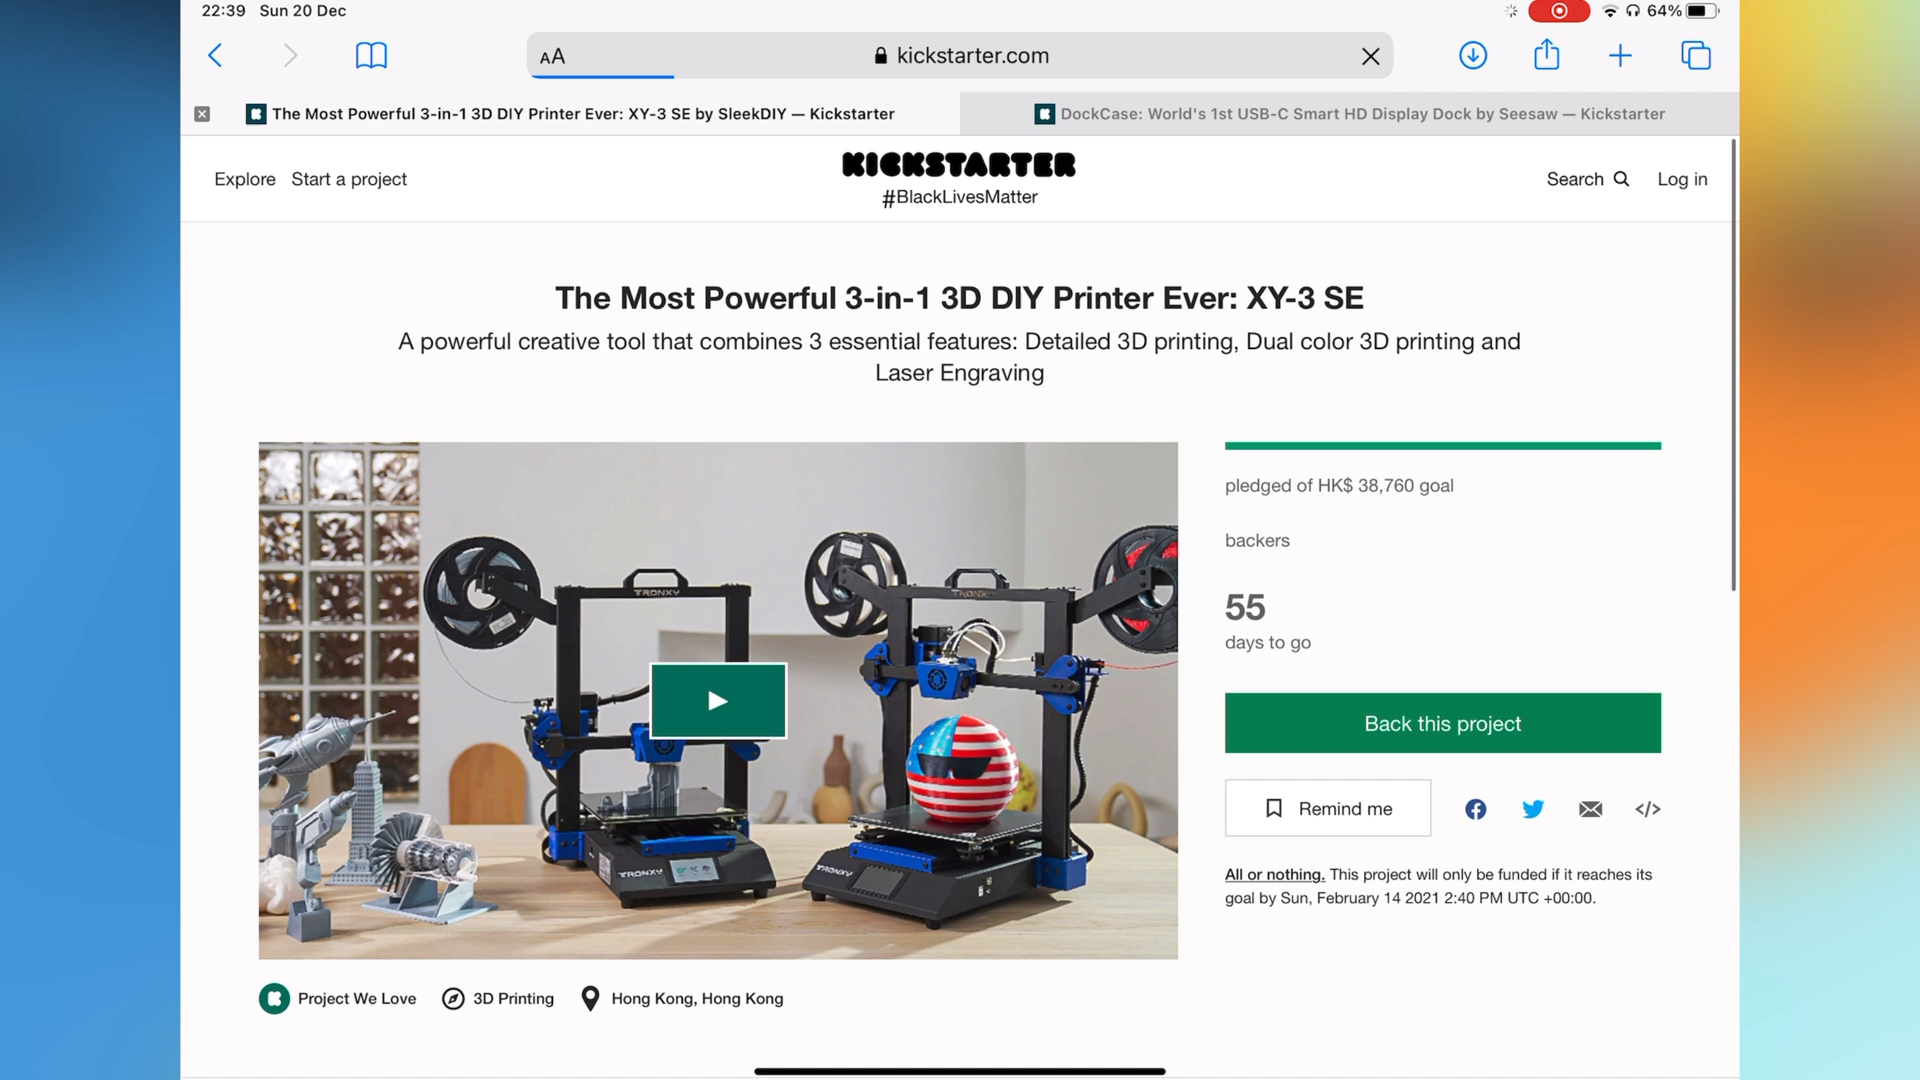 22:39 Sun 20 Dec
64%
AA kickstarter.com
The Most Powerful 3-in-1 3D DIY Printer Ever: XY-3 SE by SleekDIY — Kickstarter
DockCase: World's 1st USB-C Smart HD Display Dock by Seesaw — Kickstarter
Explore Start a project
KICKSTARTER
#BlackLivesMatter
Search Log in
The Most Powerful 3-in-1 3D DIY Printer Ever: XY-3 SE
A powerful creative tool that combines 3 essential features: Detailed 3D printing, Dual color 3D printing and
Laser Engraving
TRONXY
TRONXY
TRONXY
TRONXY
pledged of HK$ 38,760 goal
backers
55
days to go
Back this project
Remind me
</>
All or nothing. This project will only be funded if it reaches its
goal by Sun, February 14 2021 2:40 PM UTC +00:00.
Project We Love 3D Printing Hong Kong, Hong Kong